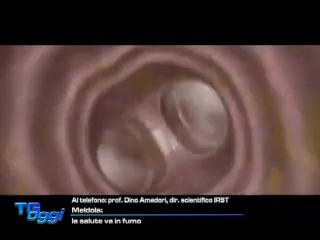 Al telefono: prof. Dino Amadori, dir. scientifico IRST
TG oggi
Meldola:
la salute va in fumo